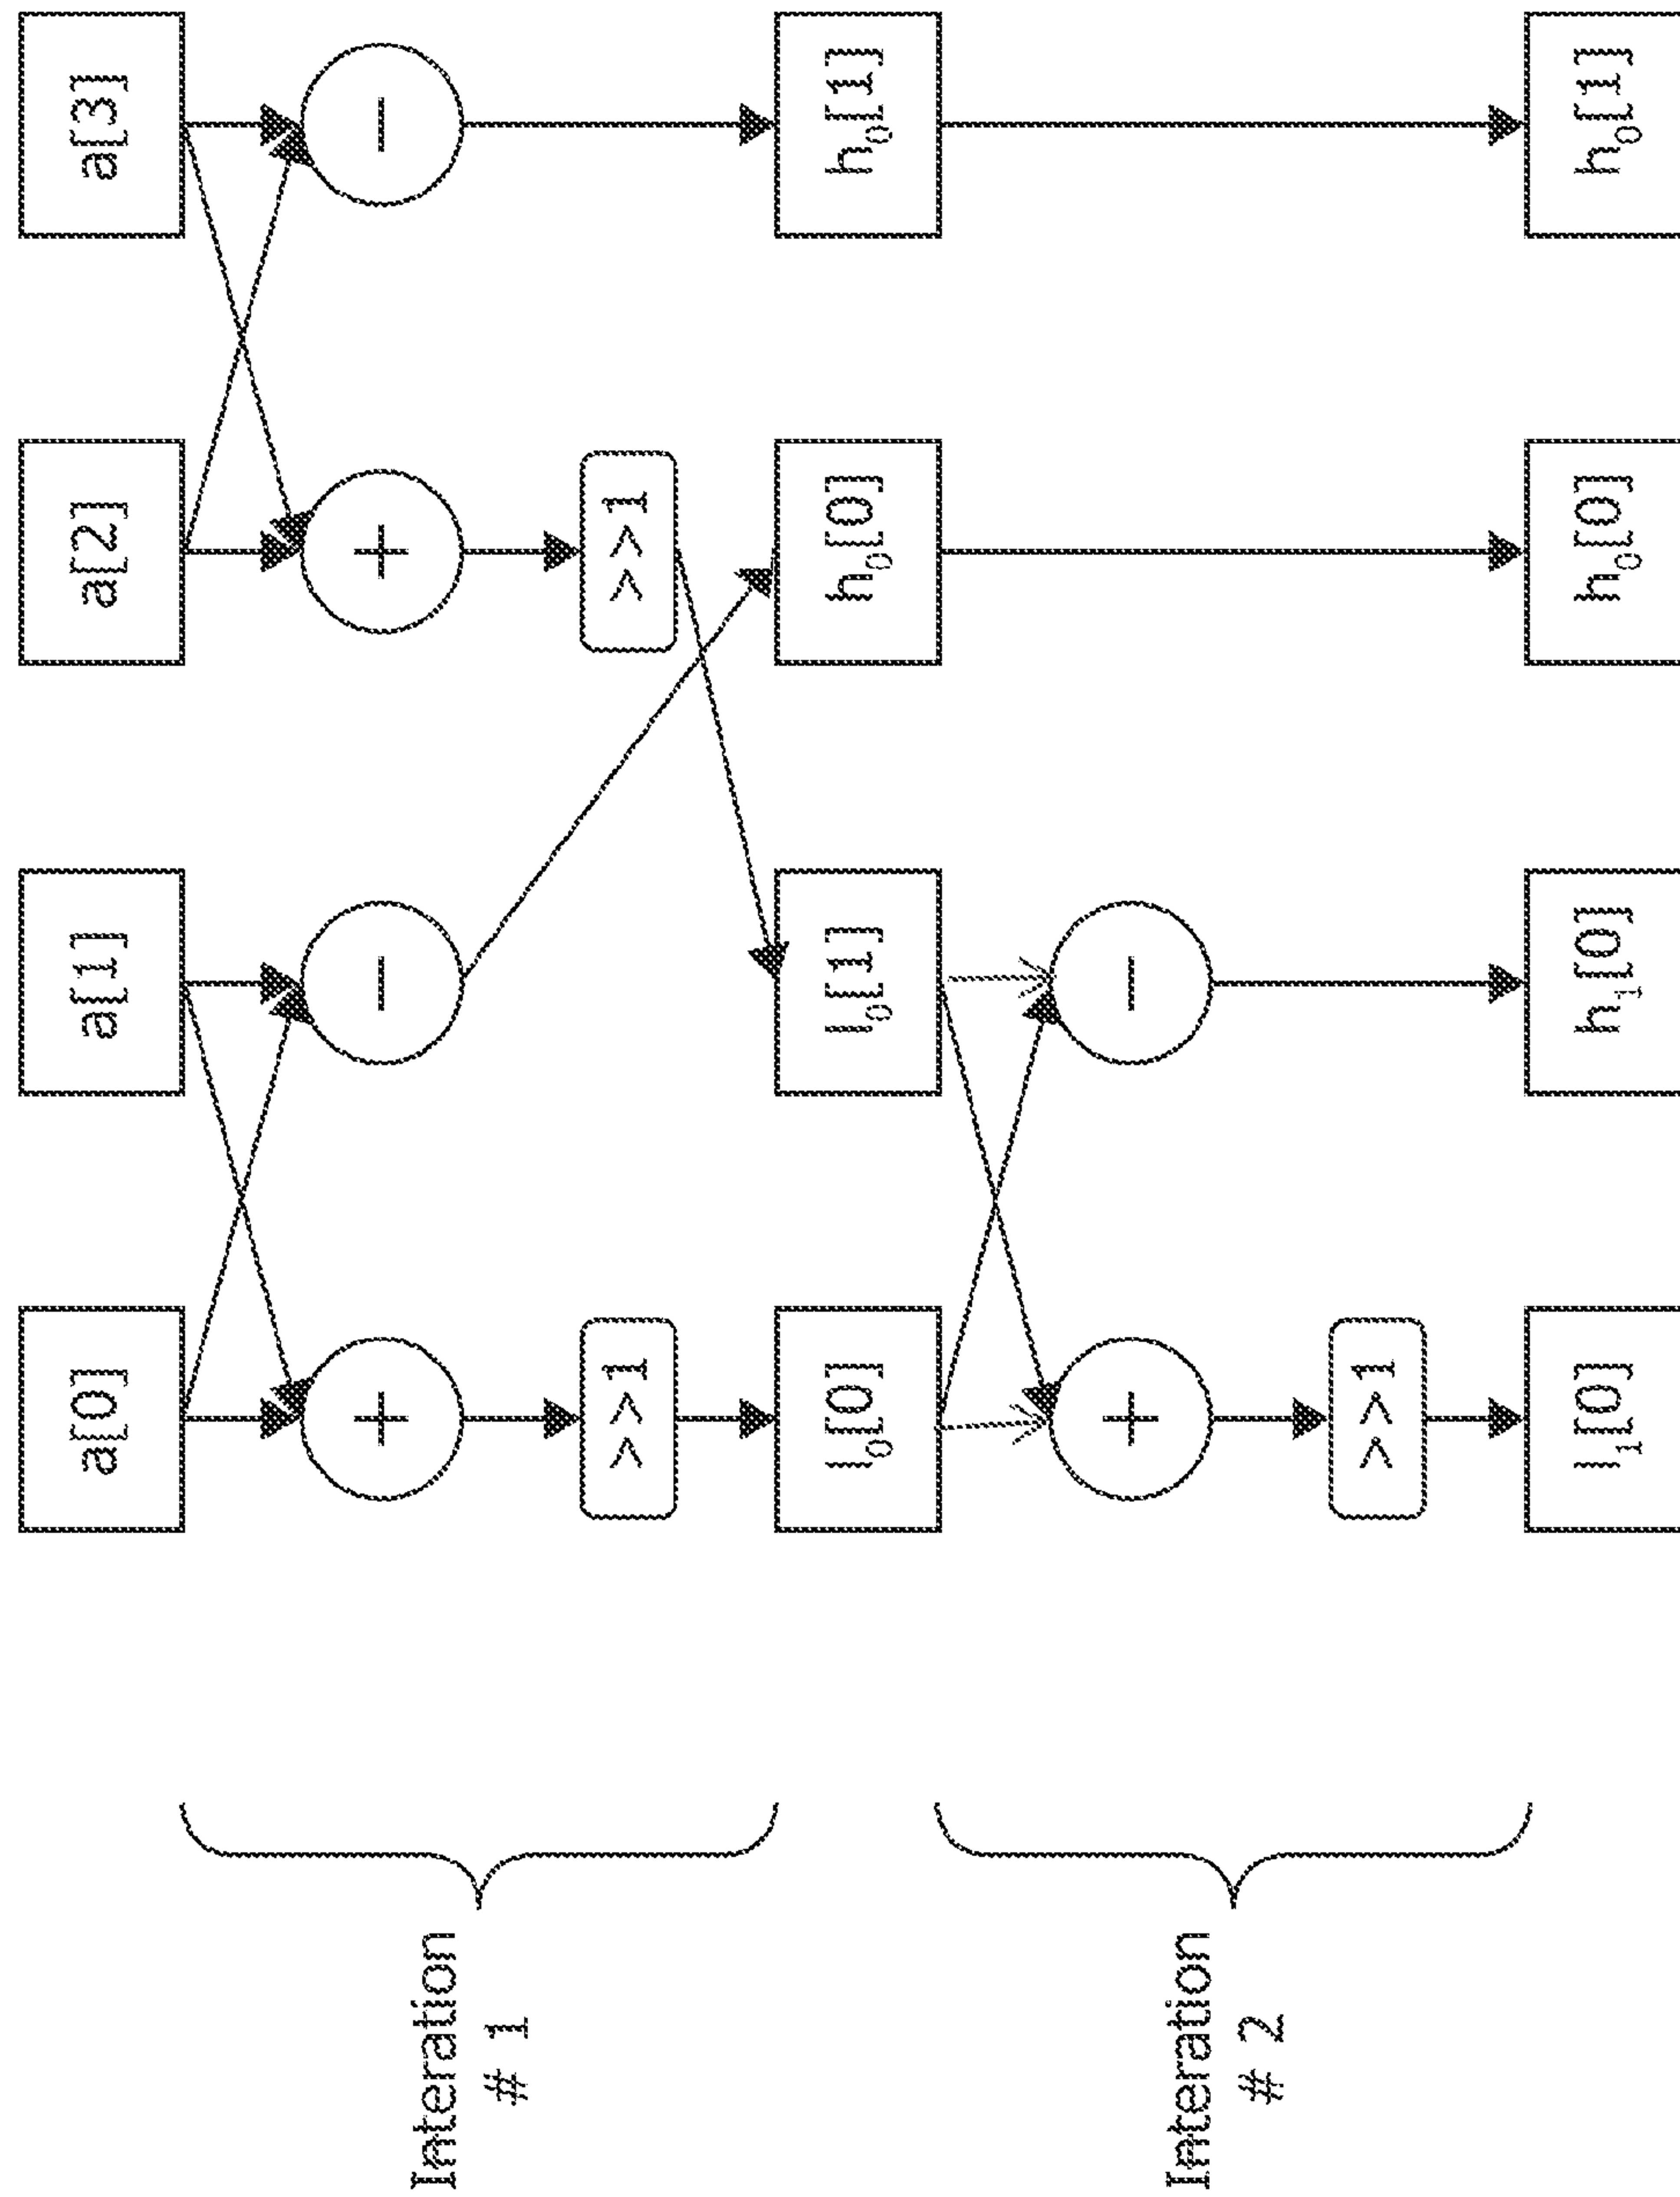 a[0] a[1] a[2] a[3]
+ − + −
Interation
# 1
>>1 >>1
l₀[0] l₀[1] h₀[0] h₀[1]
+ −
Interation
# 2
>>1
l₁[0] h₁[0] h₀[0] h₀[1]